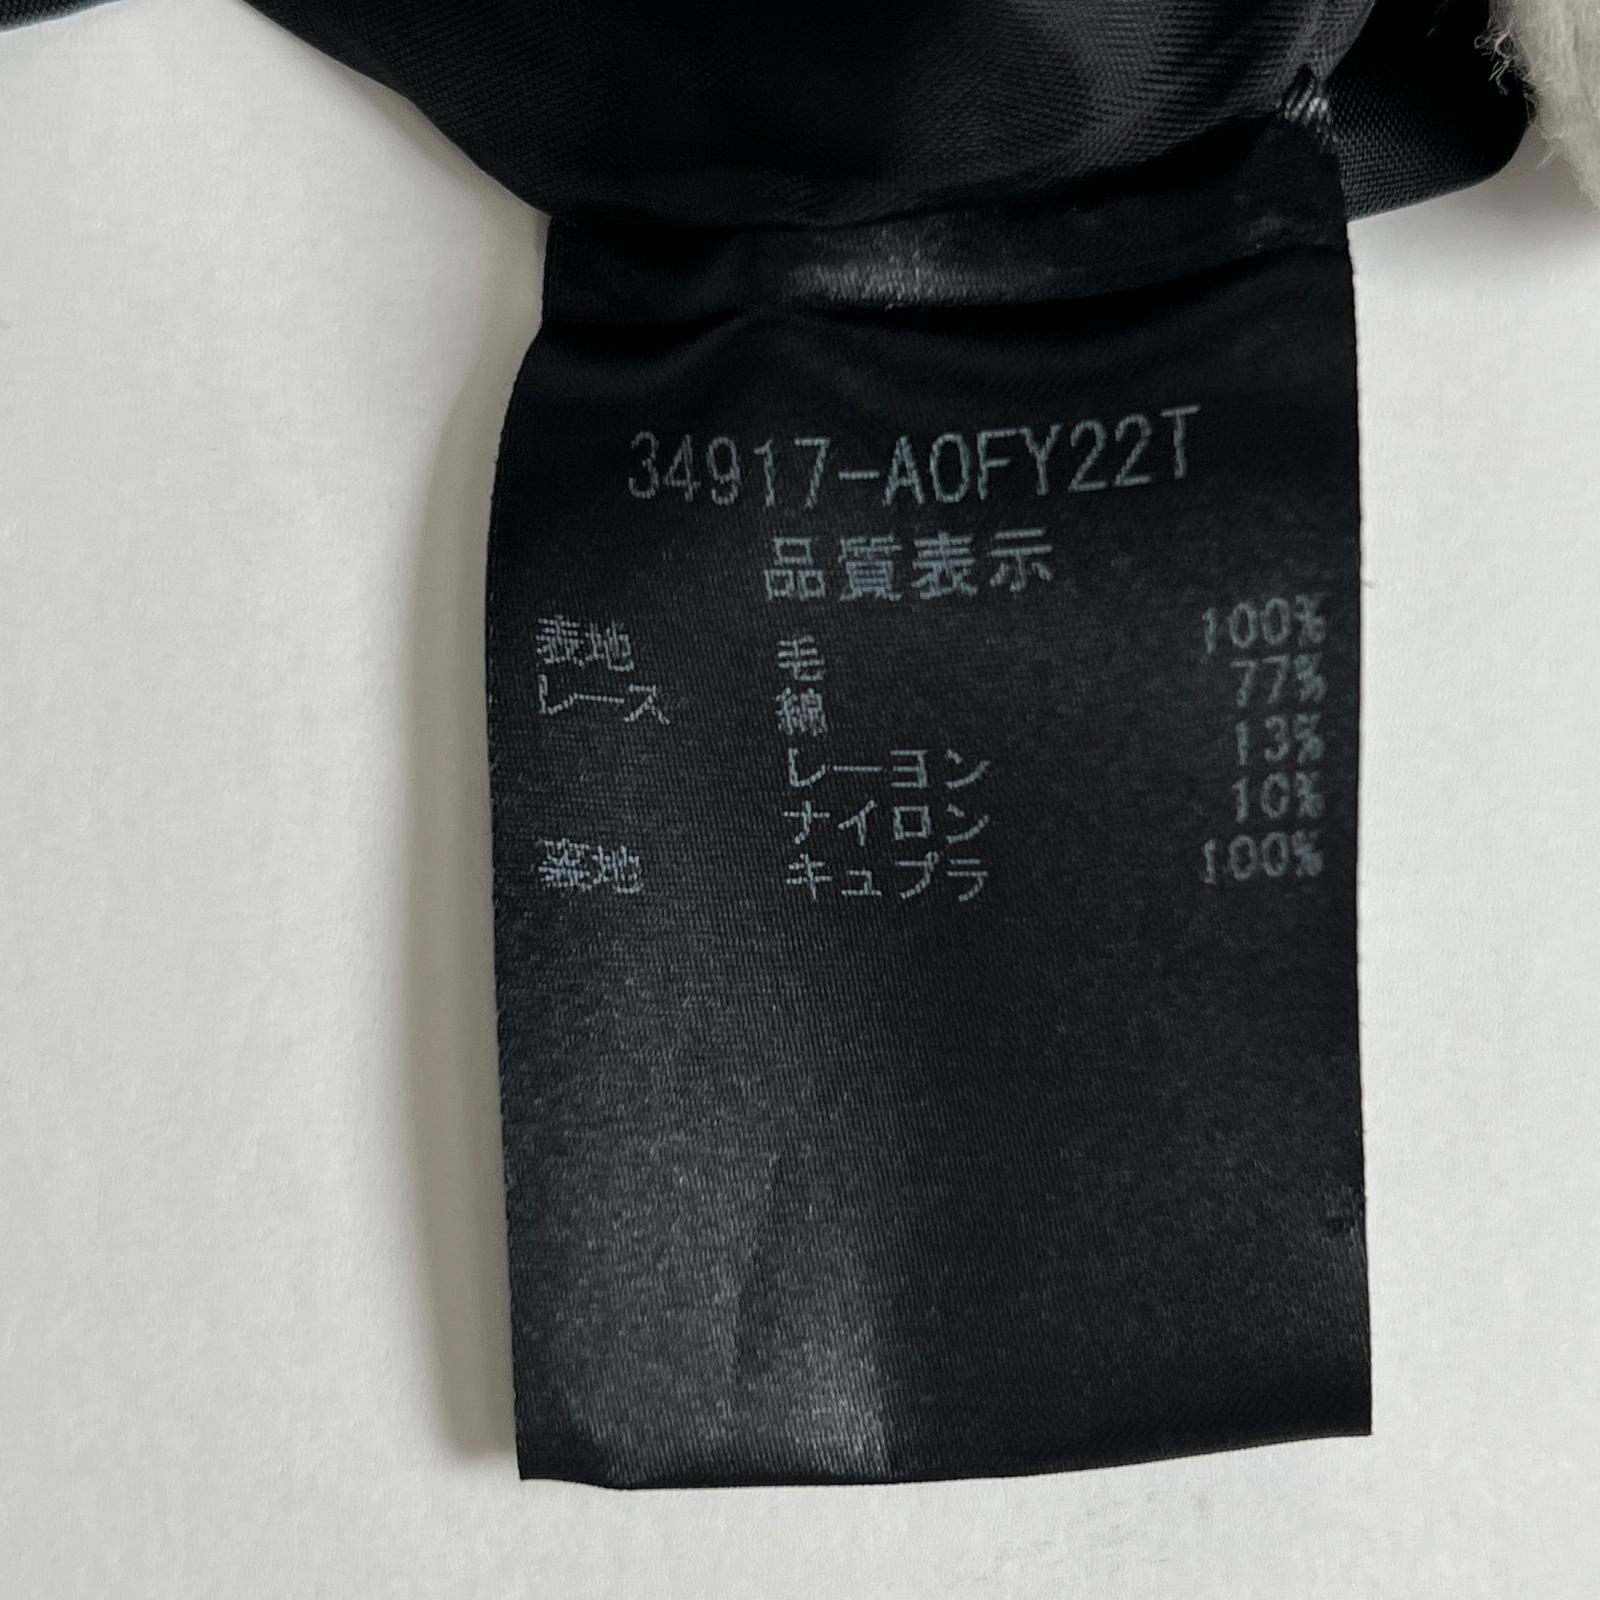 34917-A0FY22T
品質表示
表地 毛 100%
レース 綿 77%
レーヨン 13%
ナイロン 10%
裏地 キュプラ 100%